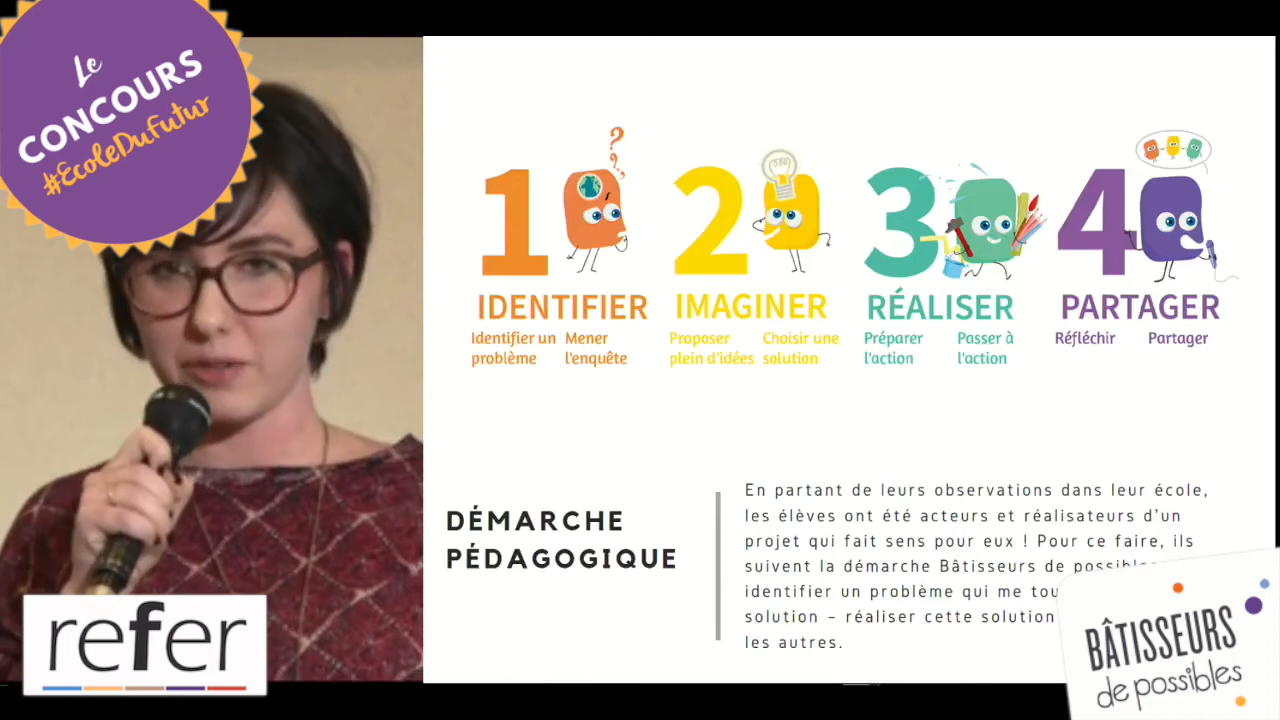 Le
CONCOURS
#EcoleDuFutur
1 2 3 4
? ? ?
IDENTIFIER
Identifier un problème
Mener l'enquête
IMAGINER
Proposer plein d'idées
Choisir une solution
RÉALISER
Préparer l'action
Passer à l'action
PARTAGER
Réfléchir
Partager
DÉMARCHE
PÉDAGOGIQUE
En partant de leurs observations dans leur école,
les élèves ont été acteurs et réalisateurs d'un
projet qui fait sens pour eux ! Pour ce faire, ils
suivent la démarche Bâtisseurs de
identifier un problème qui me
solution – réaliser cette solution
les autres.
refer
BÂTISSEURS
de possibles